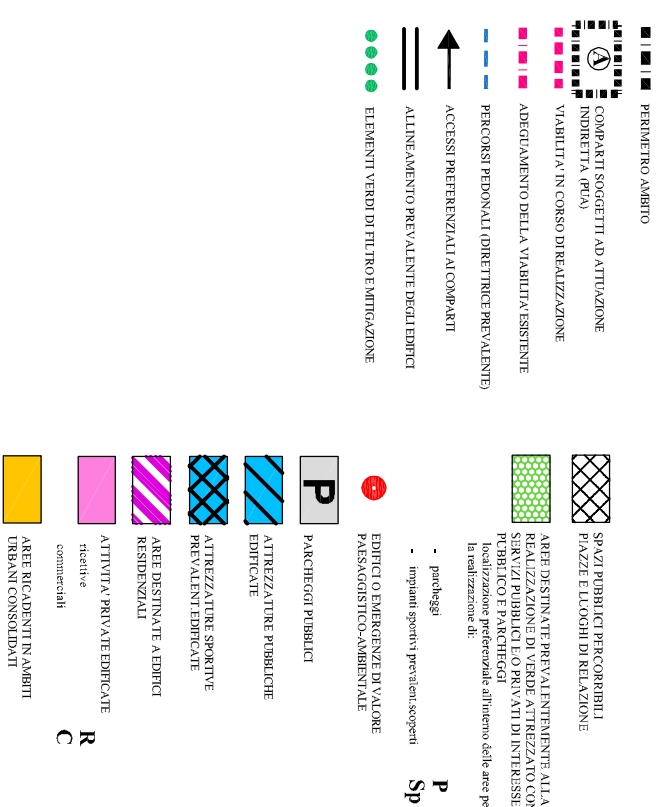 PERIMETRO AMBITO
A
COMPARTI SOGGETTI AD ATTUAZIONE
INDIRETTA (PUA)
VIABILITA' IN CORSO DI REALIZZAZIONE
ADEGUAMENTO DELLA VIABILITA' ESISTENTE
PERCORSI PEDONALI (DIRETTRICE PREVALENTE)
ACCESSI PREFERENZIALI AI COMPARTI
ALLINEAMENTO PREVALENTE DEGLI EDIFICI
ELEMENTI VERDI DI FILTRO E MITIGAZIONE
SPAZI PUBBLICI PERCORRIBILI
PIAZZE E LUOGHI DI RELAZIONE
AREE DESTINATE PREVALENTEMENTE ALLA
REALIZZAZIONE DI VERDE ATTREZZATO CON
SERVIZI PUBBLICI E/O PRIVATI DI INTERESSE
PUBBLICO E PARCHEGGI
localizzazione preferenziale all'interno delle aree pe
la realizzazione di:
- parcheggi P
- impianti sportivi prevalent.scoperti Sp
EDIFICI O EMERGENZE DI VALORE
PAESAGGISTICO-AMBIENTALE
P
PARCHEGGI PUBBLICI
ATTREZZATURE PUBBLICHE
EDIFICATE
ATTREZZATURE SPORTIVE
PREVALENT.EDIFICATE
AREE DESTINATE A EDIFICI
RESIDENZIALI
ATTIVITA' PRIVATE EDIFICATE
ricettive R
commerciali C
AREE RICADENTI IN AMBITI
URBANI CONSOLIDATI